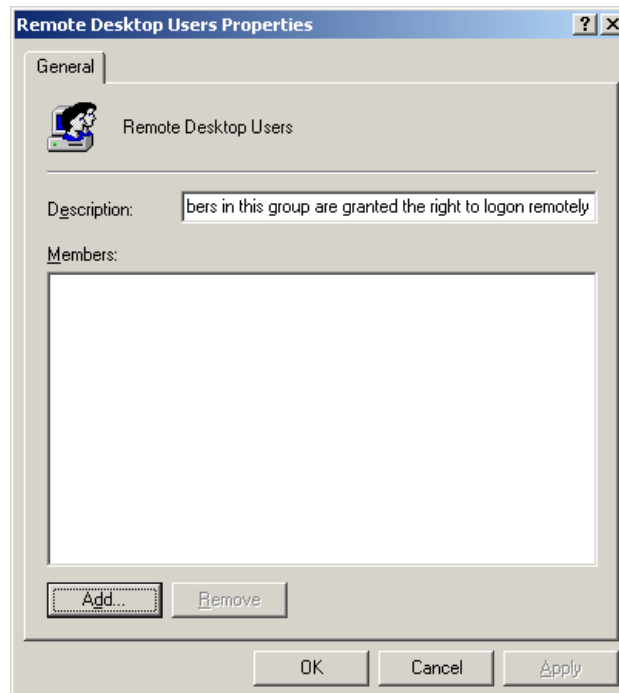 Remote Desktop Users Properties
General
Remote Desktop Users
Description: bers in this group are granted the right to logon remotely
Members:
Add... Remove
OK Cancel Apply